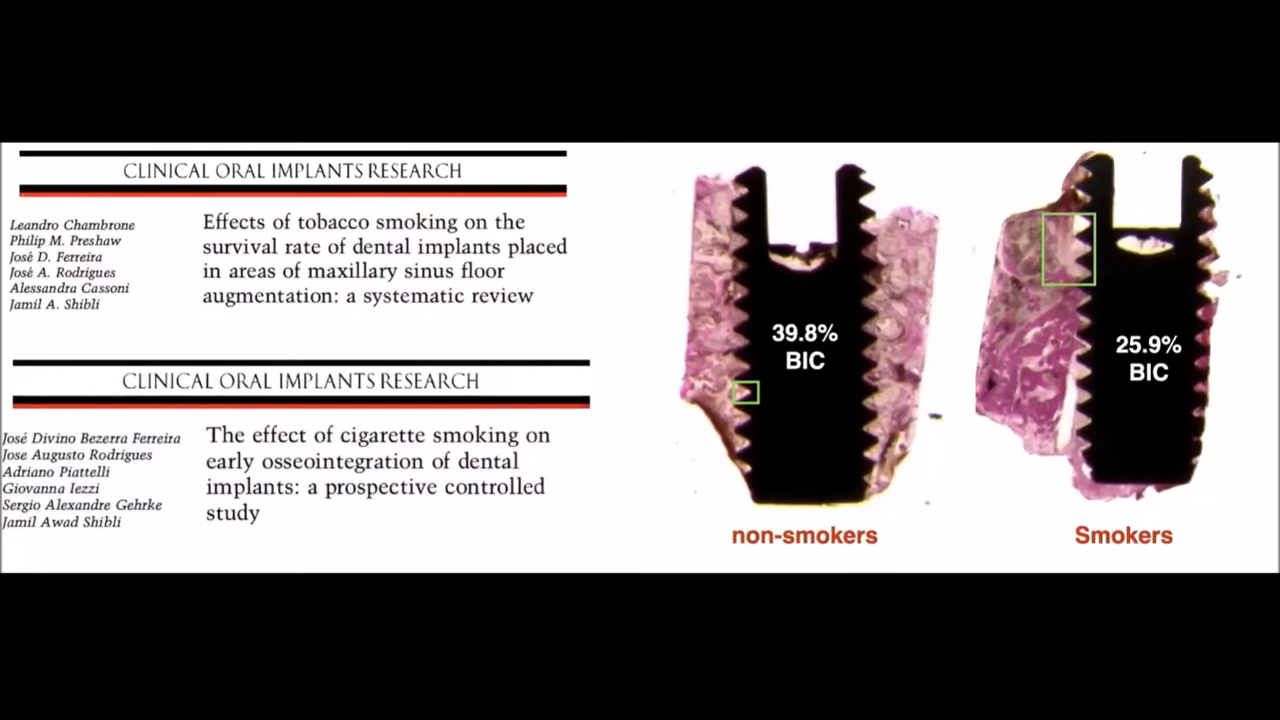 CLINICAL ORAL IMPLANTS RESEARCH
Leandro Chambrone
Philip M. Preshaw
José D. Ferreira
José A. Rodrigues
Alessandra Cassoni
Jamil A. Shibli
Effects of tobacco smoking on the
survival rate of dental implants placed
in areas of maxillary sinus floor
augmentation: a systematic review
CLINICAL ORAL IMPLANTS RESEARCH
José Divino Bezerra Ferreira
Jose Augusto Rodrigues
Adriano Piattelli
Giovanna Iezzi
Sergio Alexandre Gehrke
Jamil Awad Shibli
The effect of cigarette smoking on
early osseointegration of dental
implants: a prospective controlled
study
39.8%
BIC
non-smokers
25.9%
BIC
Smokers